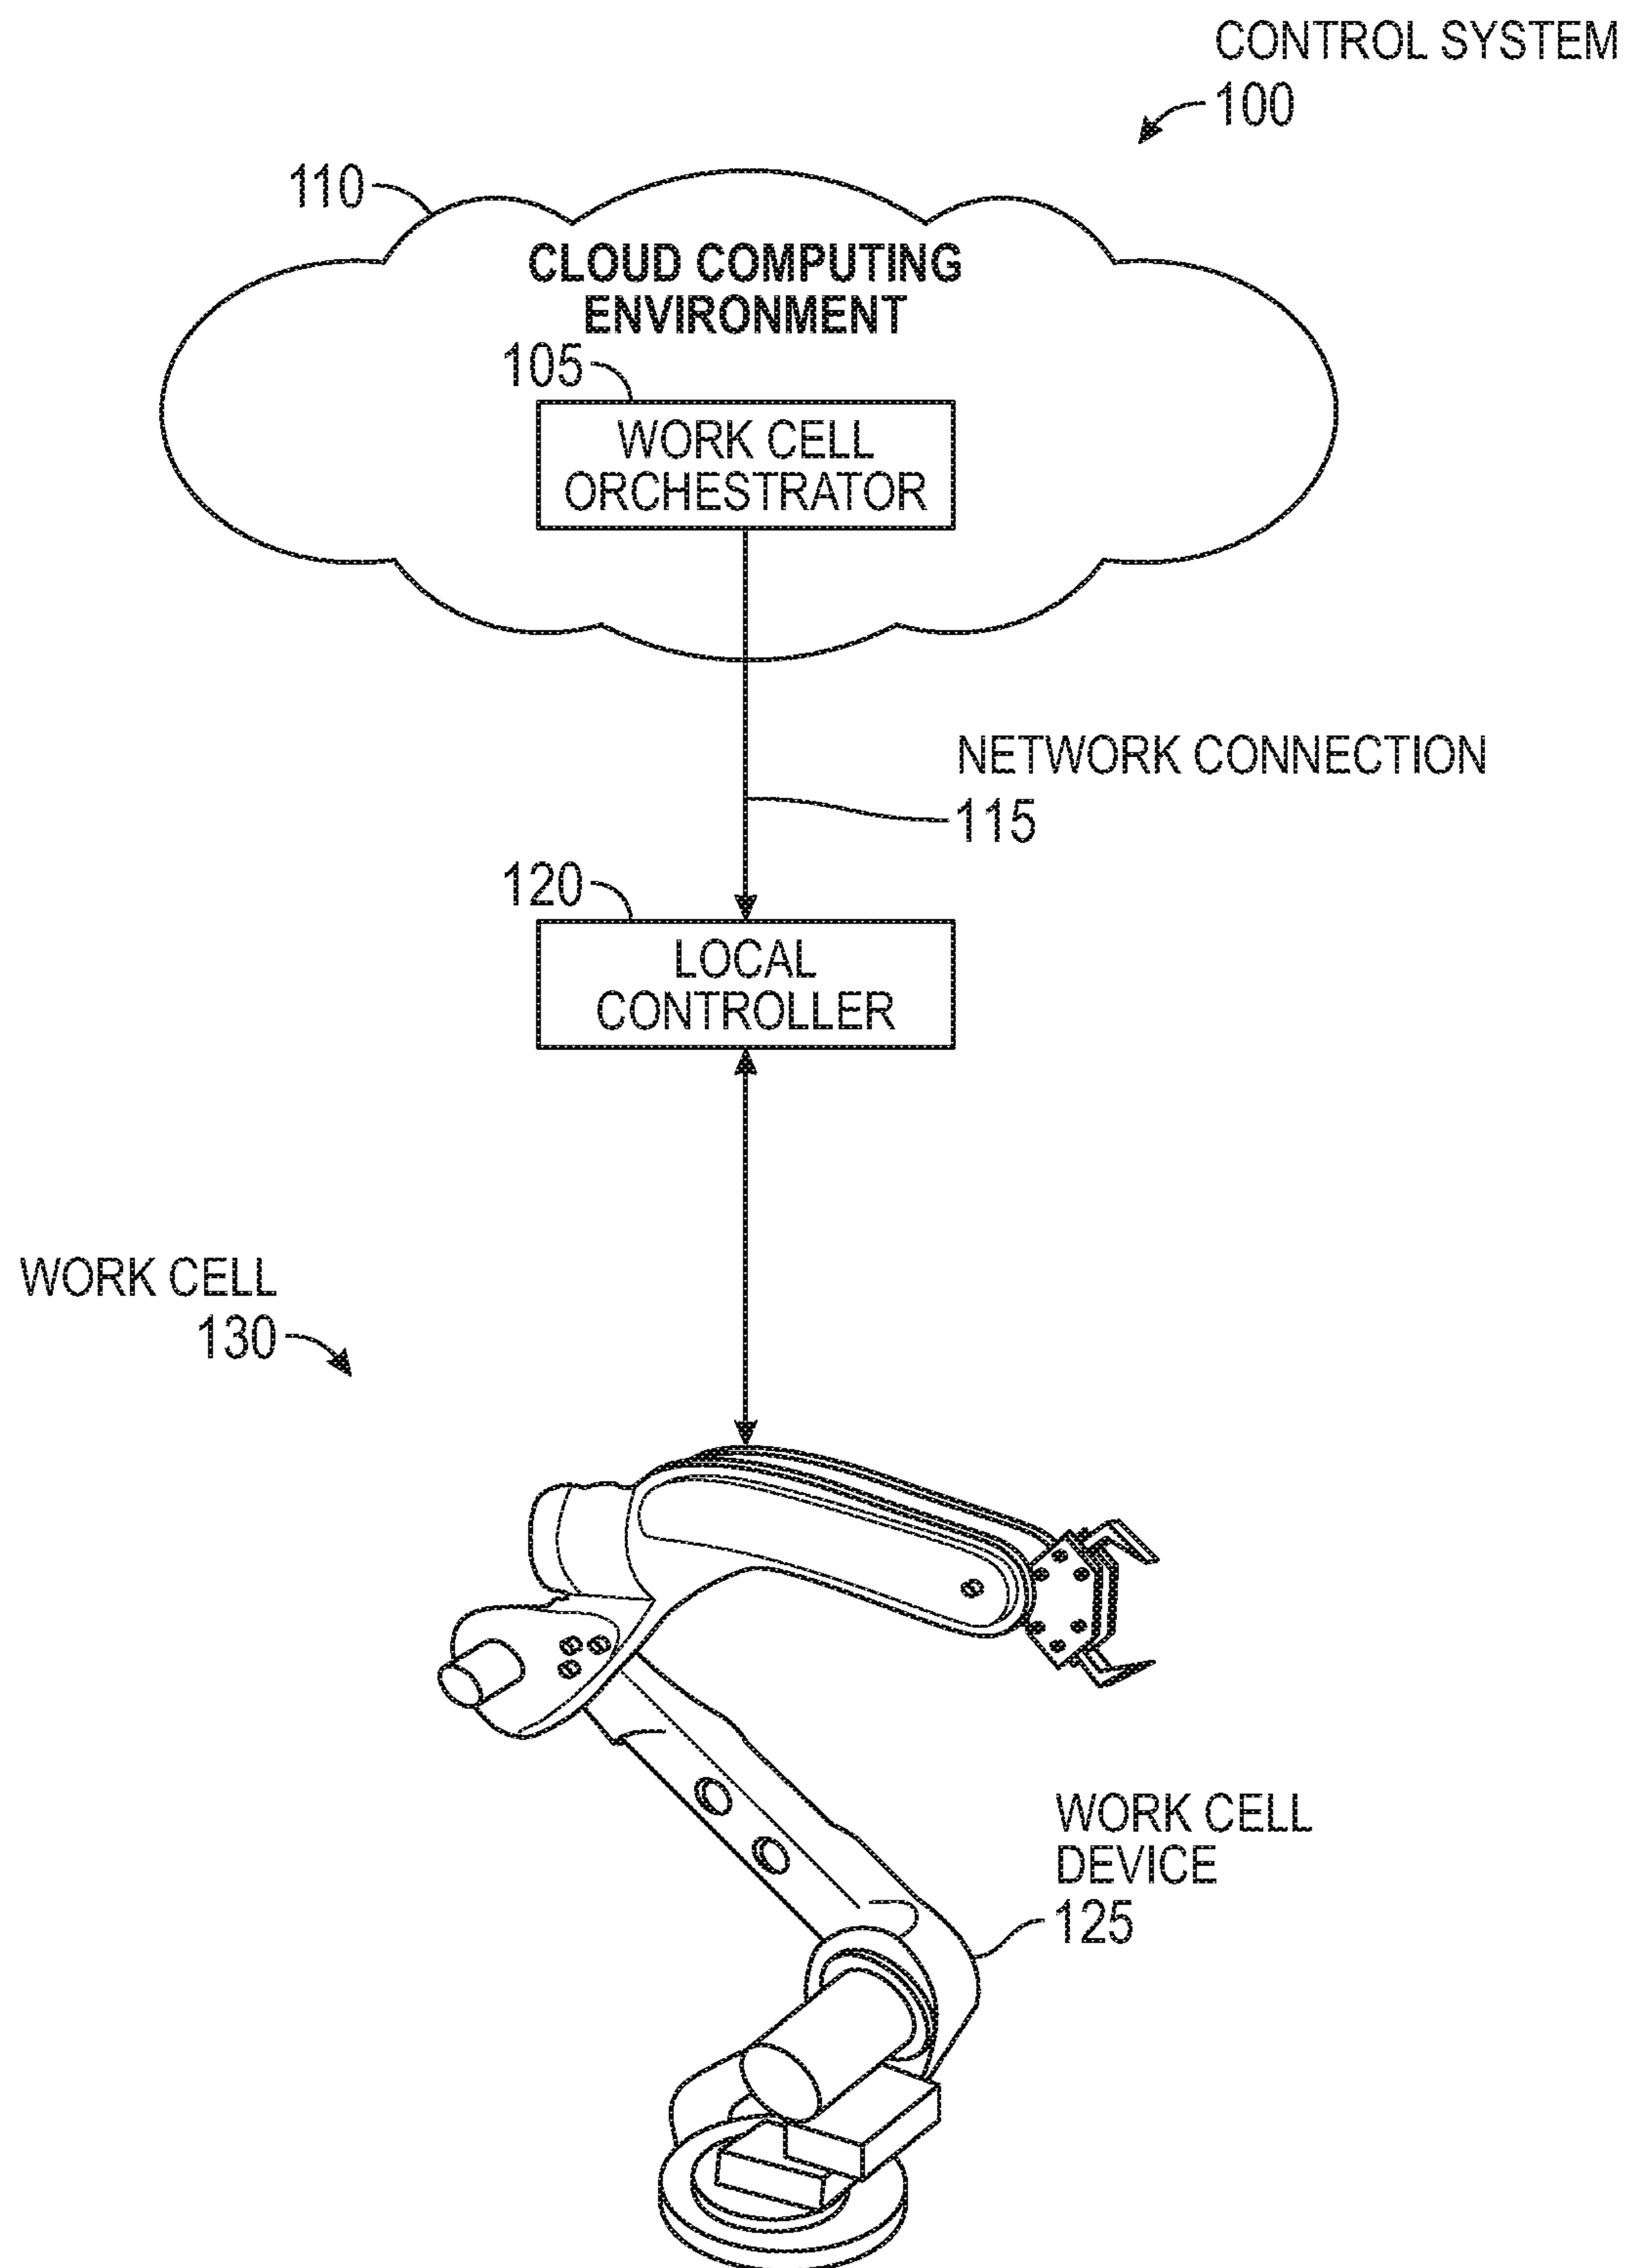 CONTROL SYSTEM
100
110
CLOUD COMPUTING
ENVIRONMENT
105
WORK CELL
ORCHESTRATOR
NETWORK CONNECTION
115
120
LOCAL
CONTROLLER
WORK CELL
130
WORK CELL
DEVICE
125